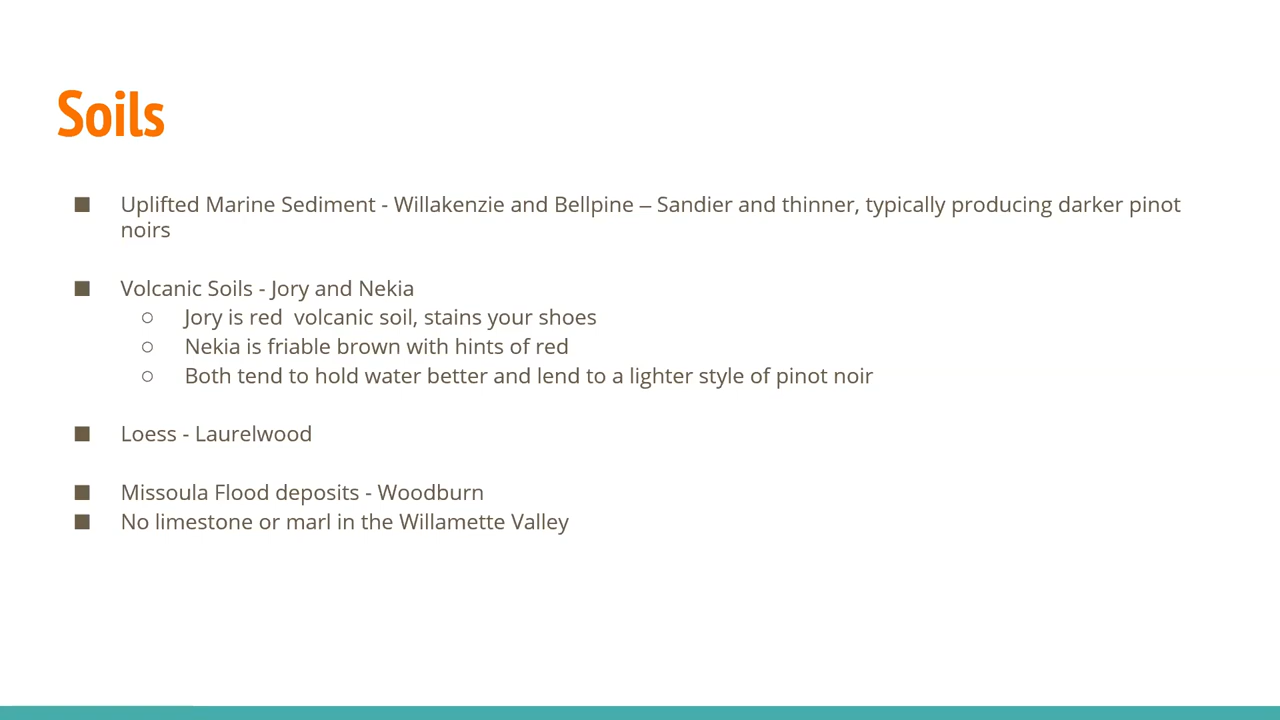 Soils
■ Uplifted Marine Sediment - Willakenzie and Bellpine – Sandier and thinner, typically producing darker pinot
noirs
■ Volcanic Soils - Jory and Nekia
○ Jory is red  volcanic soil, stains your shoes
○ Nekia is friable brown with hints of red
○ Both tend to hold water better and lend to a lighter style of pinot noir
■ Loess - Laurelwood
■ Missoula Flood deposits - Woodburn
■ No limestone or marl in the Willamette Valley